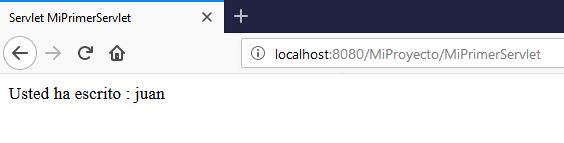 Servlet MiPrimerServlet
localhost:8080/MiProyecto/MiPrimerServlet
Usted ha escrito : juan